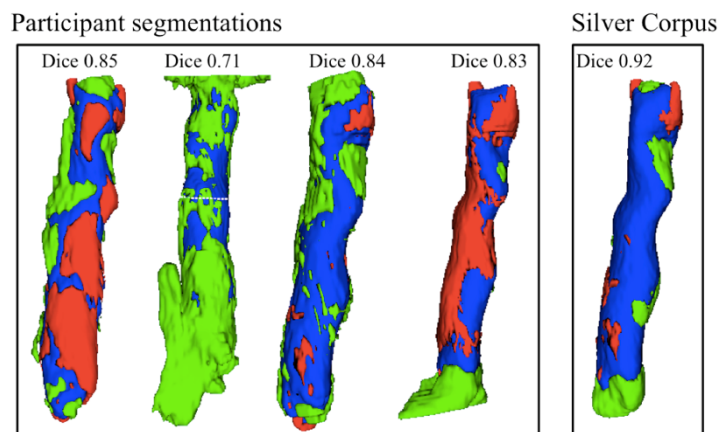 Participant segmentations
Silver Corpus
Dice 0.85
Dice 0.71
Dice 0.84
Dice 0.83
Dice 0.92